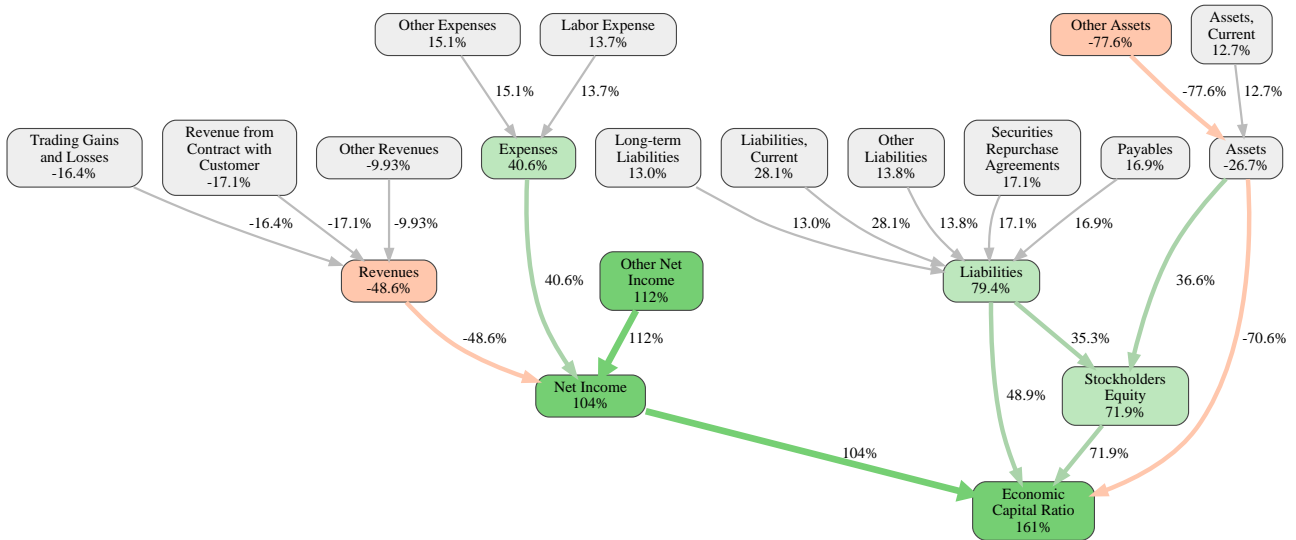 Other Expenses
15.1%
Labor Expense
13.7%
Other Assets
-77.6%
Assets,
Current
12.7%
15.1%
13.7%
-77.6%
12.7%
Trading Gains
and Losses
-16.4%
Revenue from
Contract with
Customer
-17.1%
Other Revenues
-9.93%
Expenses
40.6%
Long-term
Liabilities
13.0%
Liabilities,
Current
28.1%
Other
Liabilities
13.8%
Securities
Repurchase
Agreements
17.1%
Payables
16.9%
Assets
-26.7%
-16.4%
-17.1%
-9.93%
13.0%
28.1%
13.8%
17.1%
16.9%
Revenues
-48.6%
40.6%
Other Net
Income
112%
Liabilities
79.4%
36.6%
-48.6%
112%
35.3%
-70.6%
Net Income
104%
48.9%
Stockholders
Equity
71.9%
104%
71.9%
Economic
Capital Ratio
161%